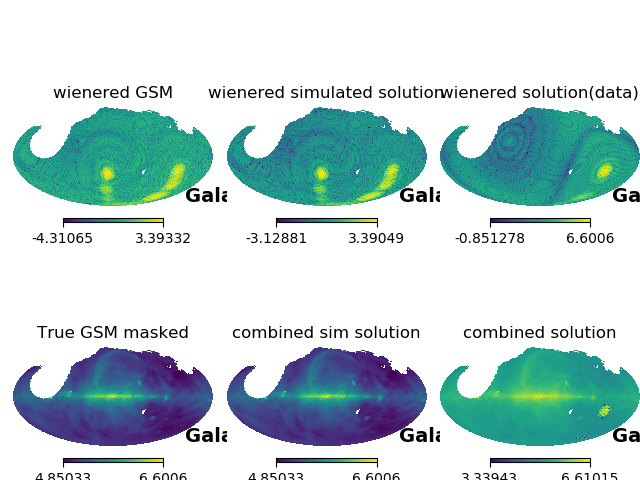 wienered GSM
wienered simulated solution
wienered solution(data)
Gala
Gala
Ga
-4.31065 3.39332
-3.12881 3.39049
-0.851278 6.6006
True GSM masked
combined sim solution
combined solution
Gala
Gala
Ga
4.85033 6.6006
4.85033 6.6006
3.33943 6.61015